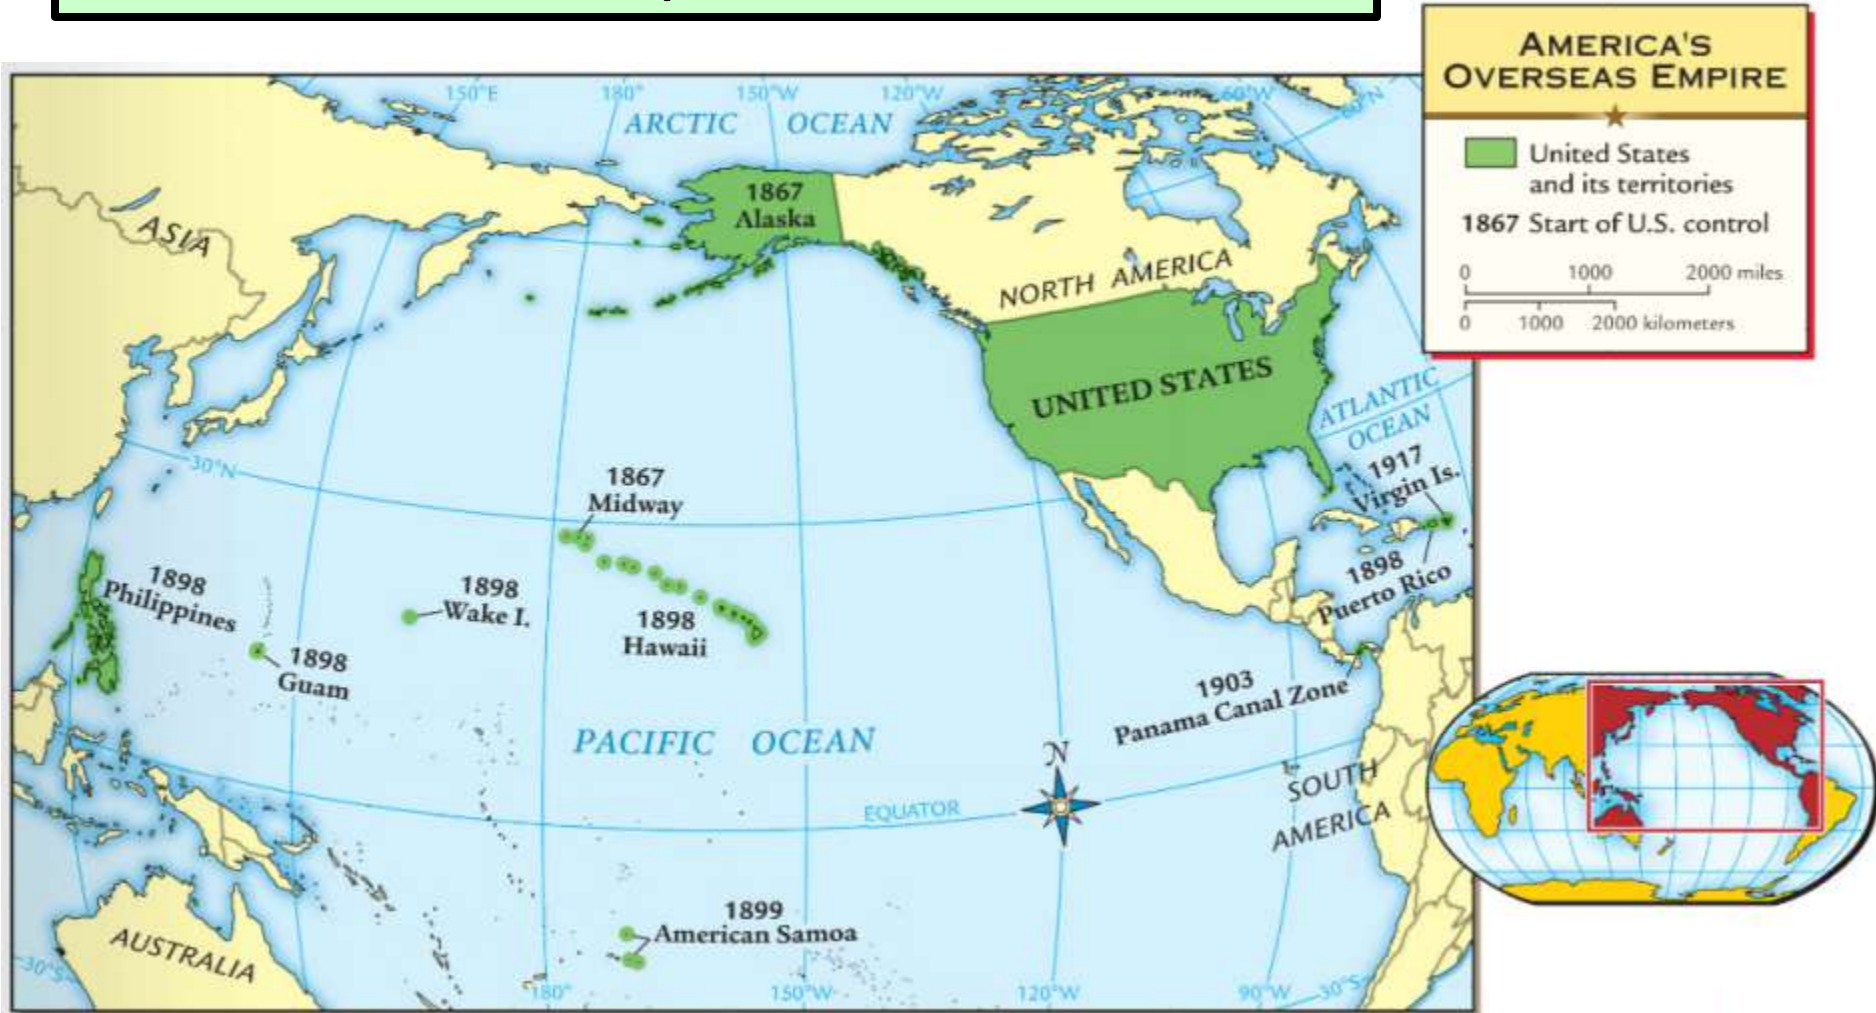 AMERICA'S
OVERSEAS EMPIRE
United States
and its territories
1867 Start of U.S. control
0 1000 2000 miles
0 1000 2000 kilometers
150°E 180° 150°W 120°W 60°W 60°N
ARCTIC OCEAN
1867
Alaska
ASIA
NORTH AMERICA
UNITED STATES
ATLANTIC
OCEAN
30°N
1867
Midway
1917
Virgin Is.
1898
Philippines
1898
Wake I.
1898
Hawaii
1898
Puerto Rico
1898
Guam
1903
Panama Canal Zone
PACIFIC OCEAN
N
EQUATOR
SOUTH
AMERICA
1899
American Samoa
AUSTRALIA
30°S 180° 150°W 120°W 90°W 30°S